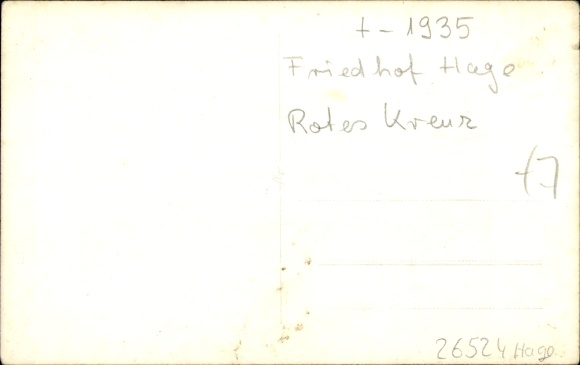 + - 1935
Friedhof Hage
Rotes Kreuz
26524 Hage